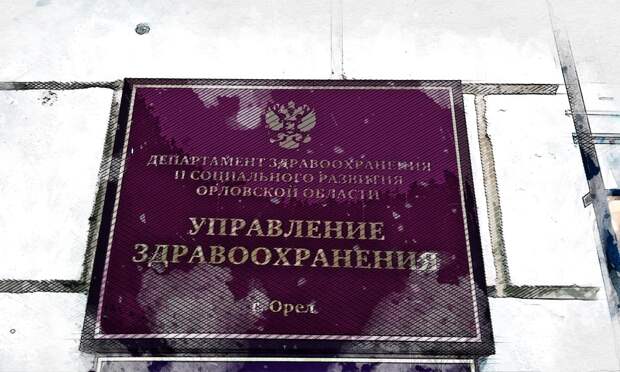 ДЕПАРТАМЕНТ ЗДРАВООХРАНЕНИЯ
И СОЦИАЛЬНОГО РАЗВИТИЯ
ОРЛОВСКОЙ ОБЛАСТИ
УПРАВЛЕНИЕ
ЗДРАВООХРАНЕНИЯ
г. Орел